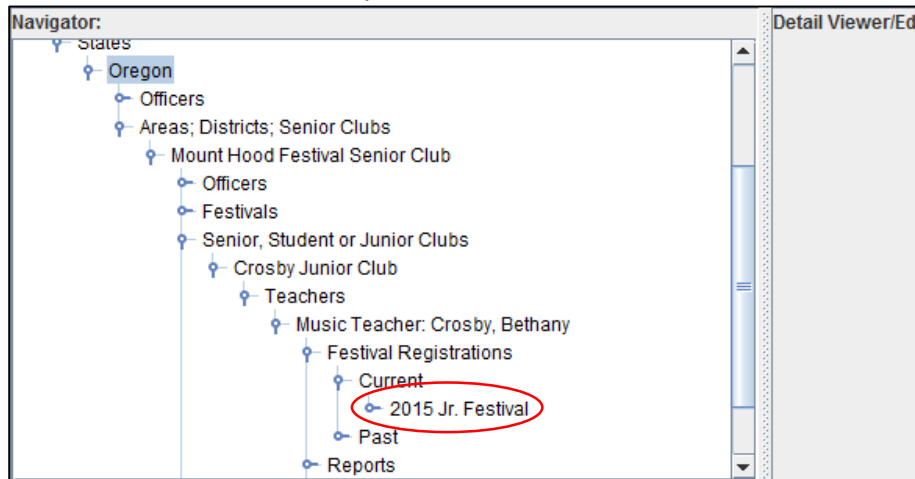 Navigator:
Detail Viewer/Ed
States
Oregon
Officers
Areas; Districts; Senior Clubs
Mount Hood Festival Senior Club
Officers
Festivals
Senior, Student or Junior Clubs
Crosby Junior Club
Teachers
Music Teacher: Crosby, Bethany
Festival Registrations
Current
2015 Jr. Festival
Past
Reports